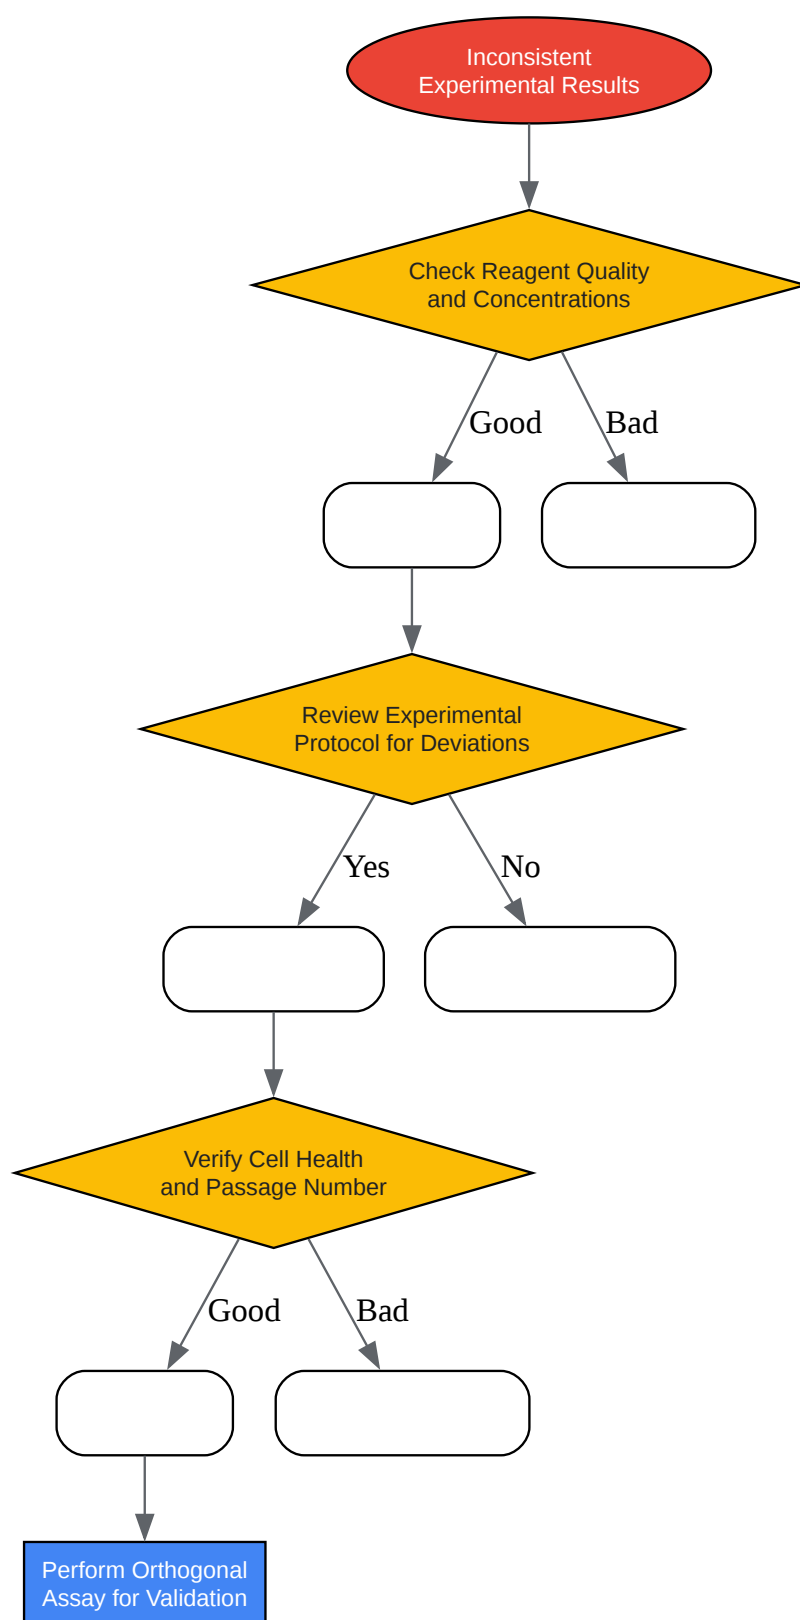 Inconsistent
Experimental Results
Check Reagent Quality
and Concentrations
Good
Bad
Review Experimental
Protocol for Deviations
Yes
No
Verify Cell Health
and Passage Number
Good
Bad
Perform Orthogonal
Assay for Validation